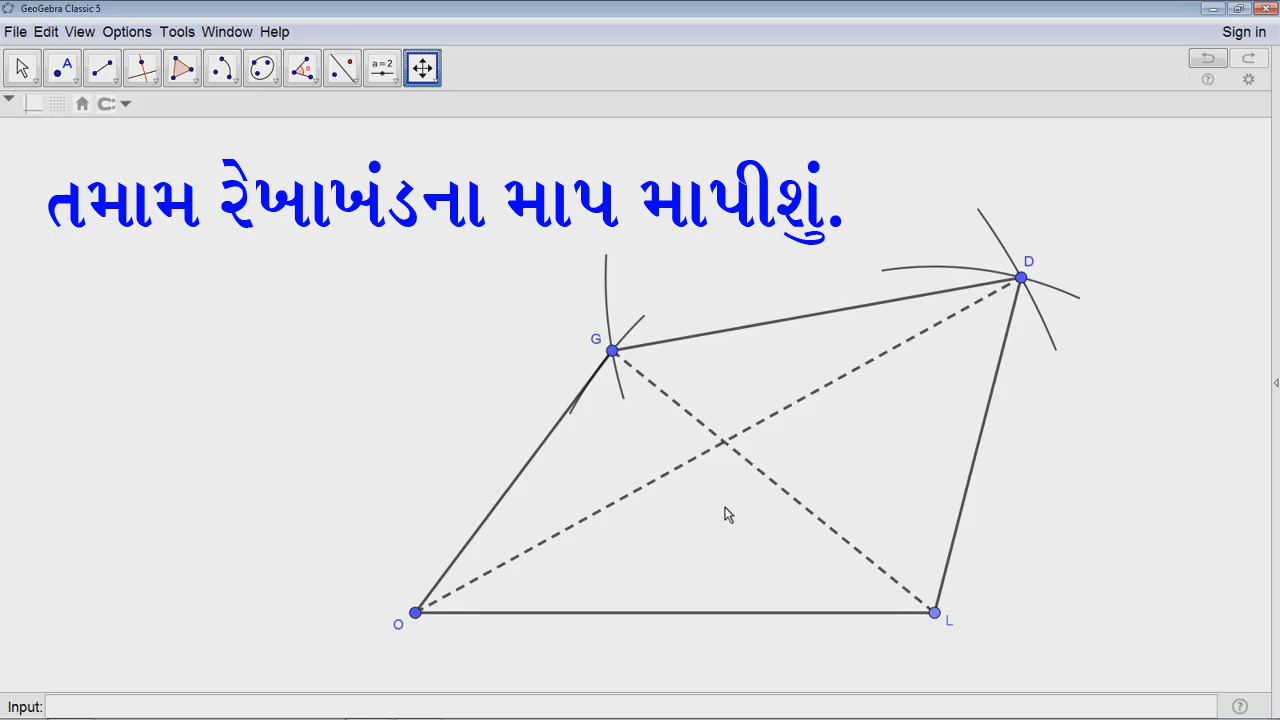 GeoGebra Classic 5
File Edit View Options Tools Window Help
Sign in
A
a=2
તમામ રેખાખંડના માપ માપીશું.
D
G
O
L
Input: